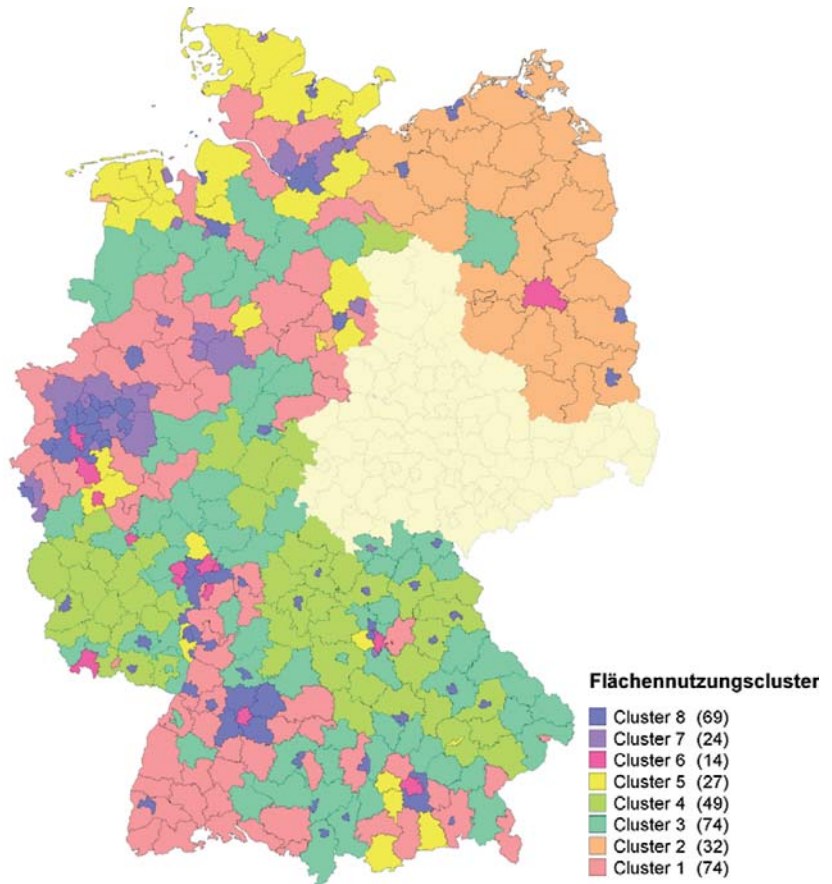 Flächennutzungscluster
Cluster 8 (69)
Cluster 7 (24)
Cluster 6 (14)
Cluster 5 (27)
Cluster 4 (49)
Cluster 3 (74)
Cluster 2 (32)
Cluster 1 (74)